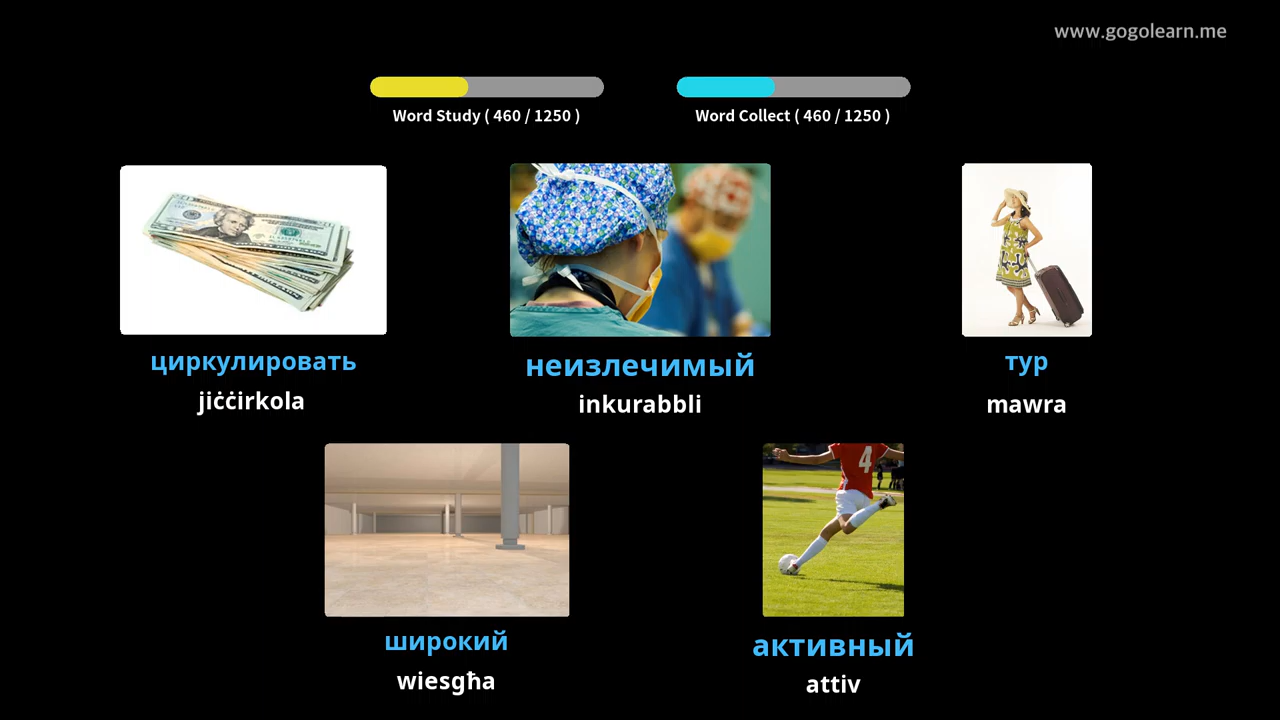 www.gogolearn.me
Word Study ( 460 / 1250 )
Word Collect ( 460 / 1250 )
циркулировать
jiċċirkola
неизлечимый
inkurabbli
тур
mawra
4
широкий
wiesgħa
активный
attiv